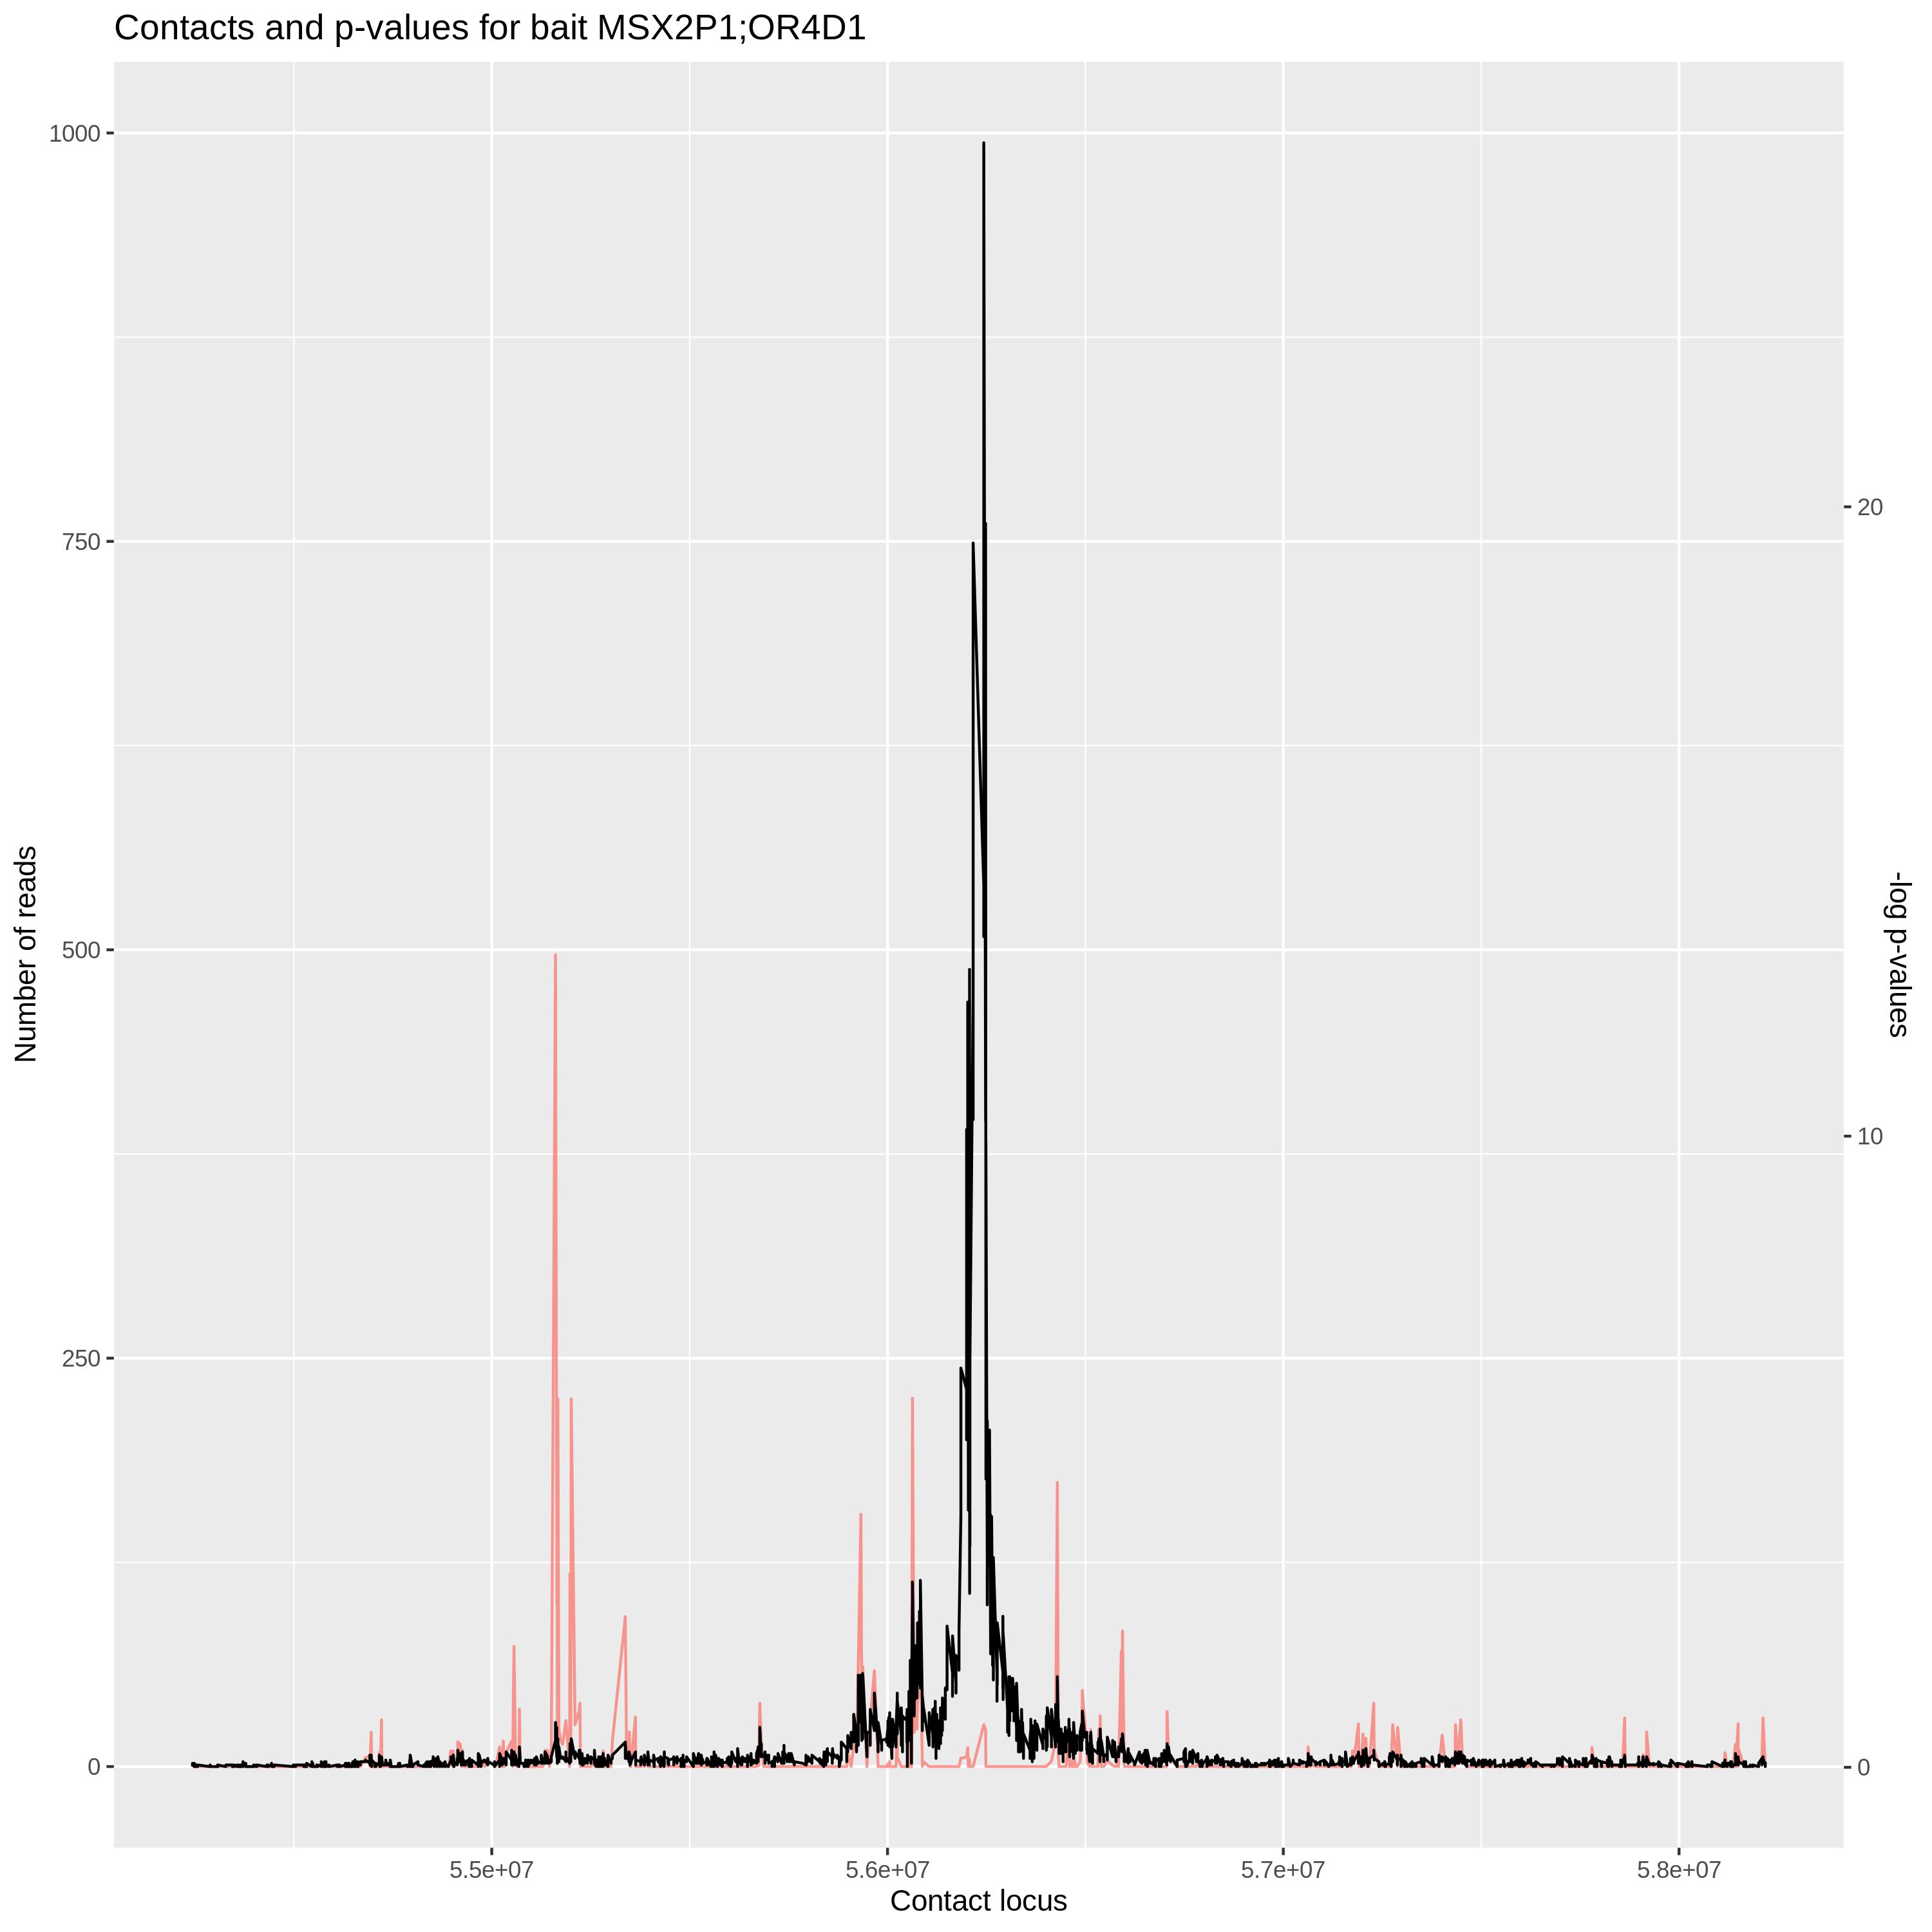 Contacts and p-values for bait MSX2P1;OR4D1
1000
750
500
250
0
20
10
0
Number of reads
-log p-values
5.5e+07 5.6e+07 5.7e+07 5.8e+07
Contact locus